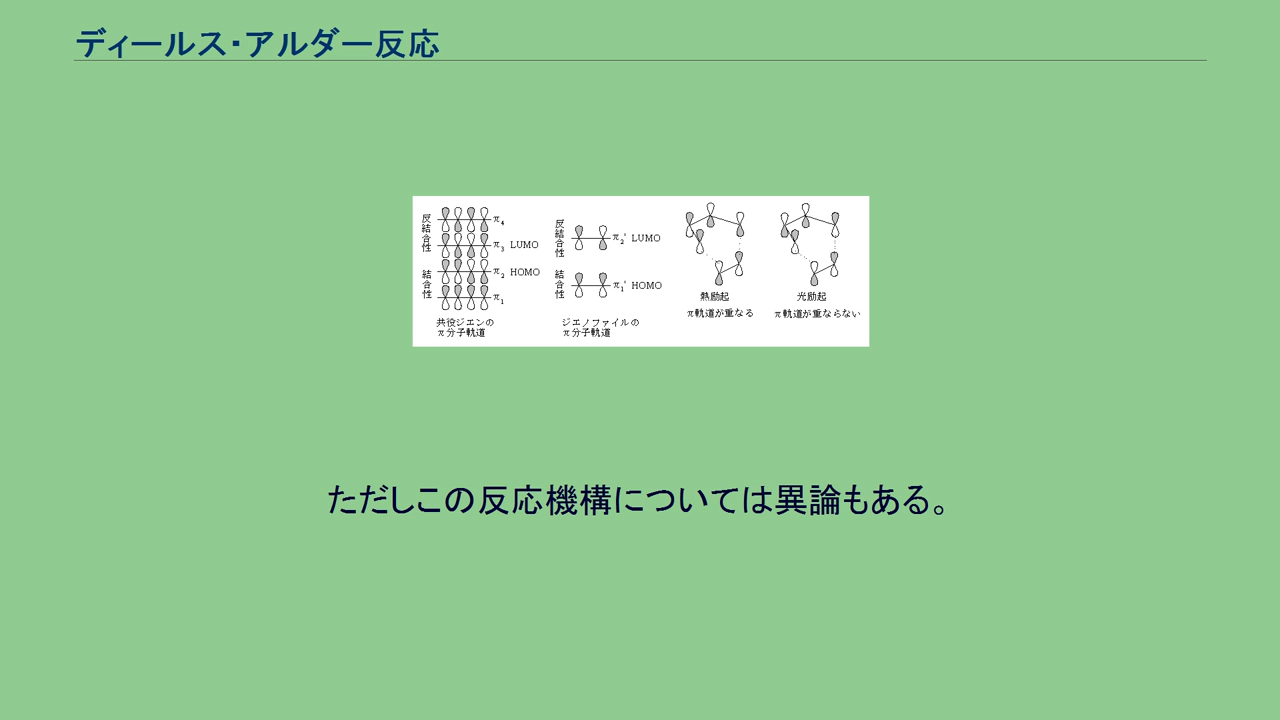 ディールス・アルダー反応
反結合性
π4
π3 LUMO
結合性
π2 HOMO
π1
共役ジエンの
π分子軌道
反結合性
π2' LUMO
結合性
π1' HOMO
ジエノファイルの
π分子軌道
熱励起
π軌道が重なる
光励起
π軌道が重ならない
ただしこの反応機構については異論もある。